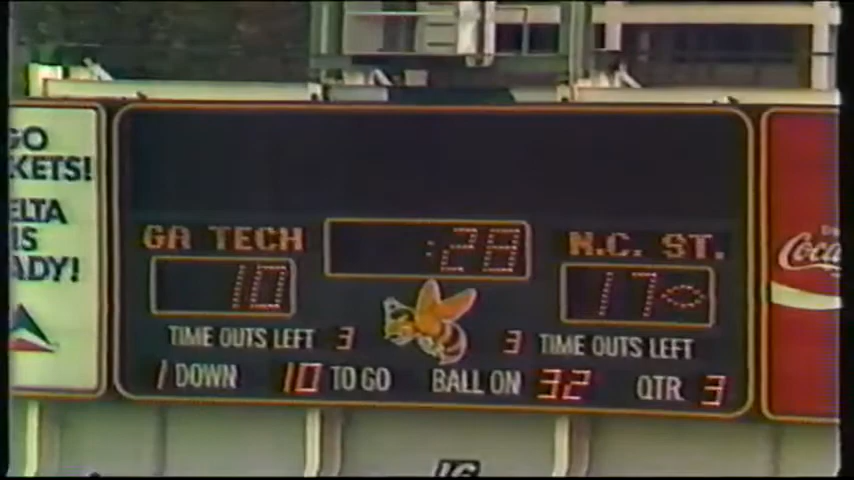 GO
KETS!
ELTA
IS
ADY!
GA TECH :28 N.C. ST.
10 17
TIME OUTS LEFT 3 3 TIME OUTS LEFT
1 DOWN 10 TO GO BALL ON 32 QTR 3
Coca
16